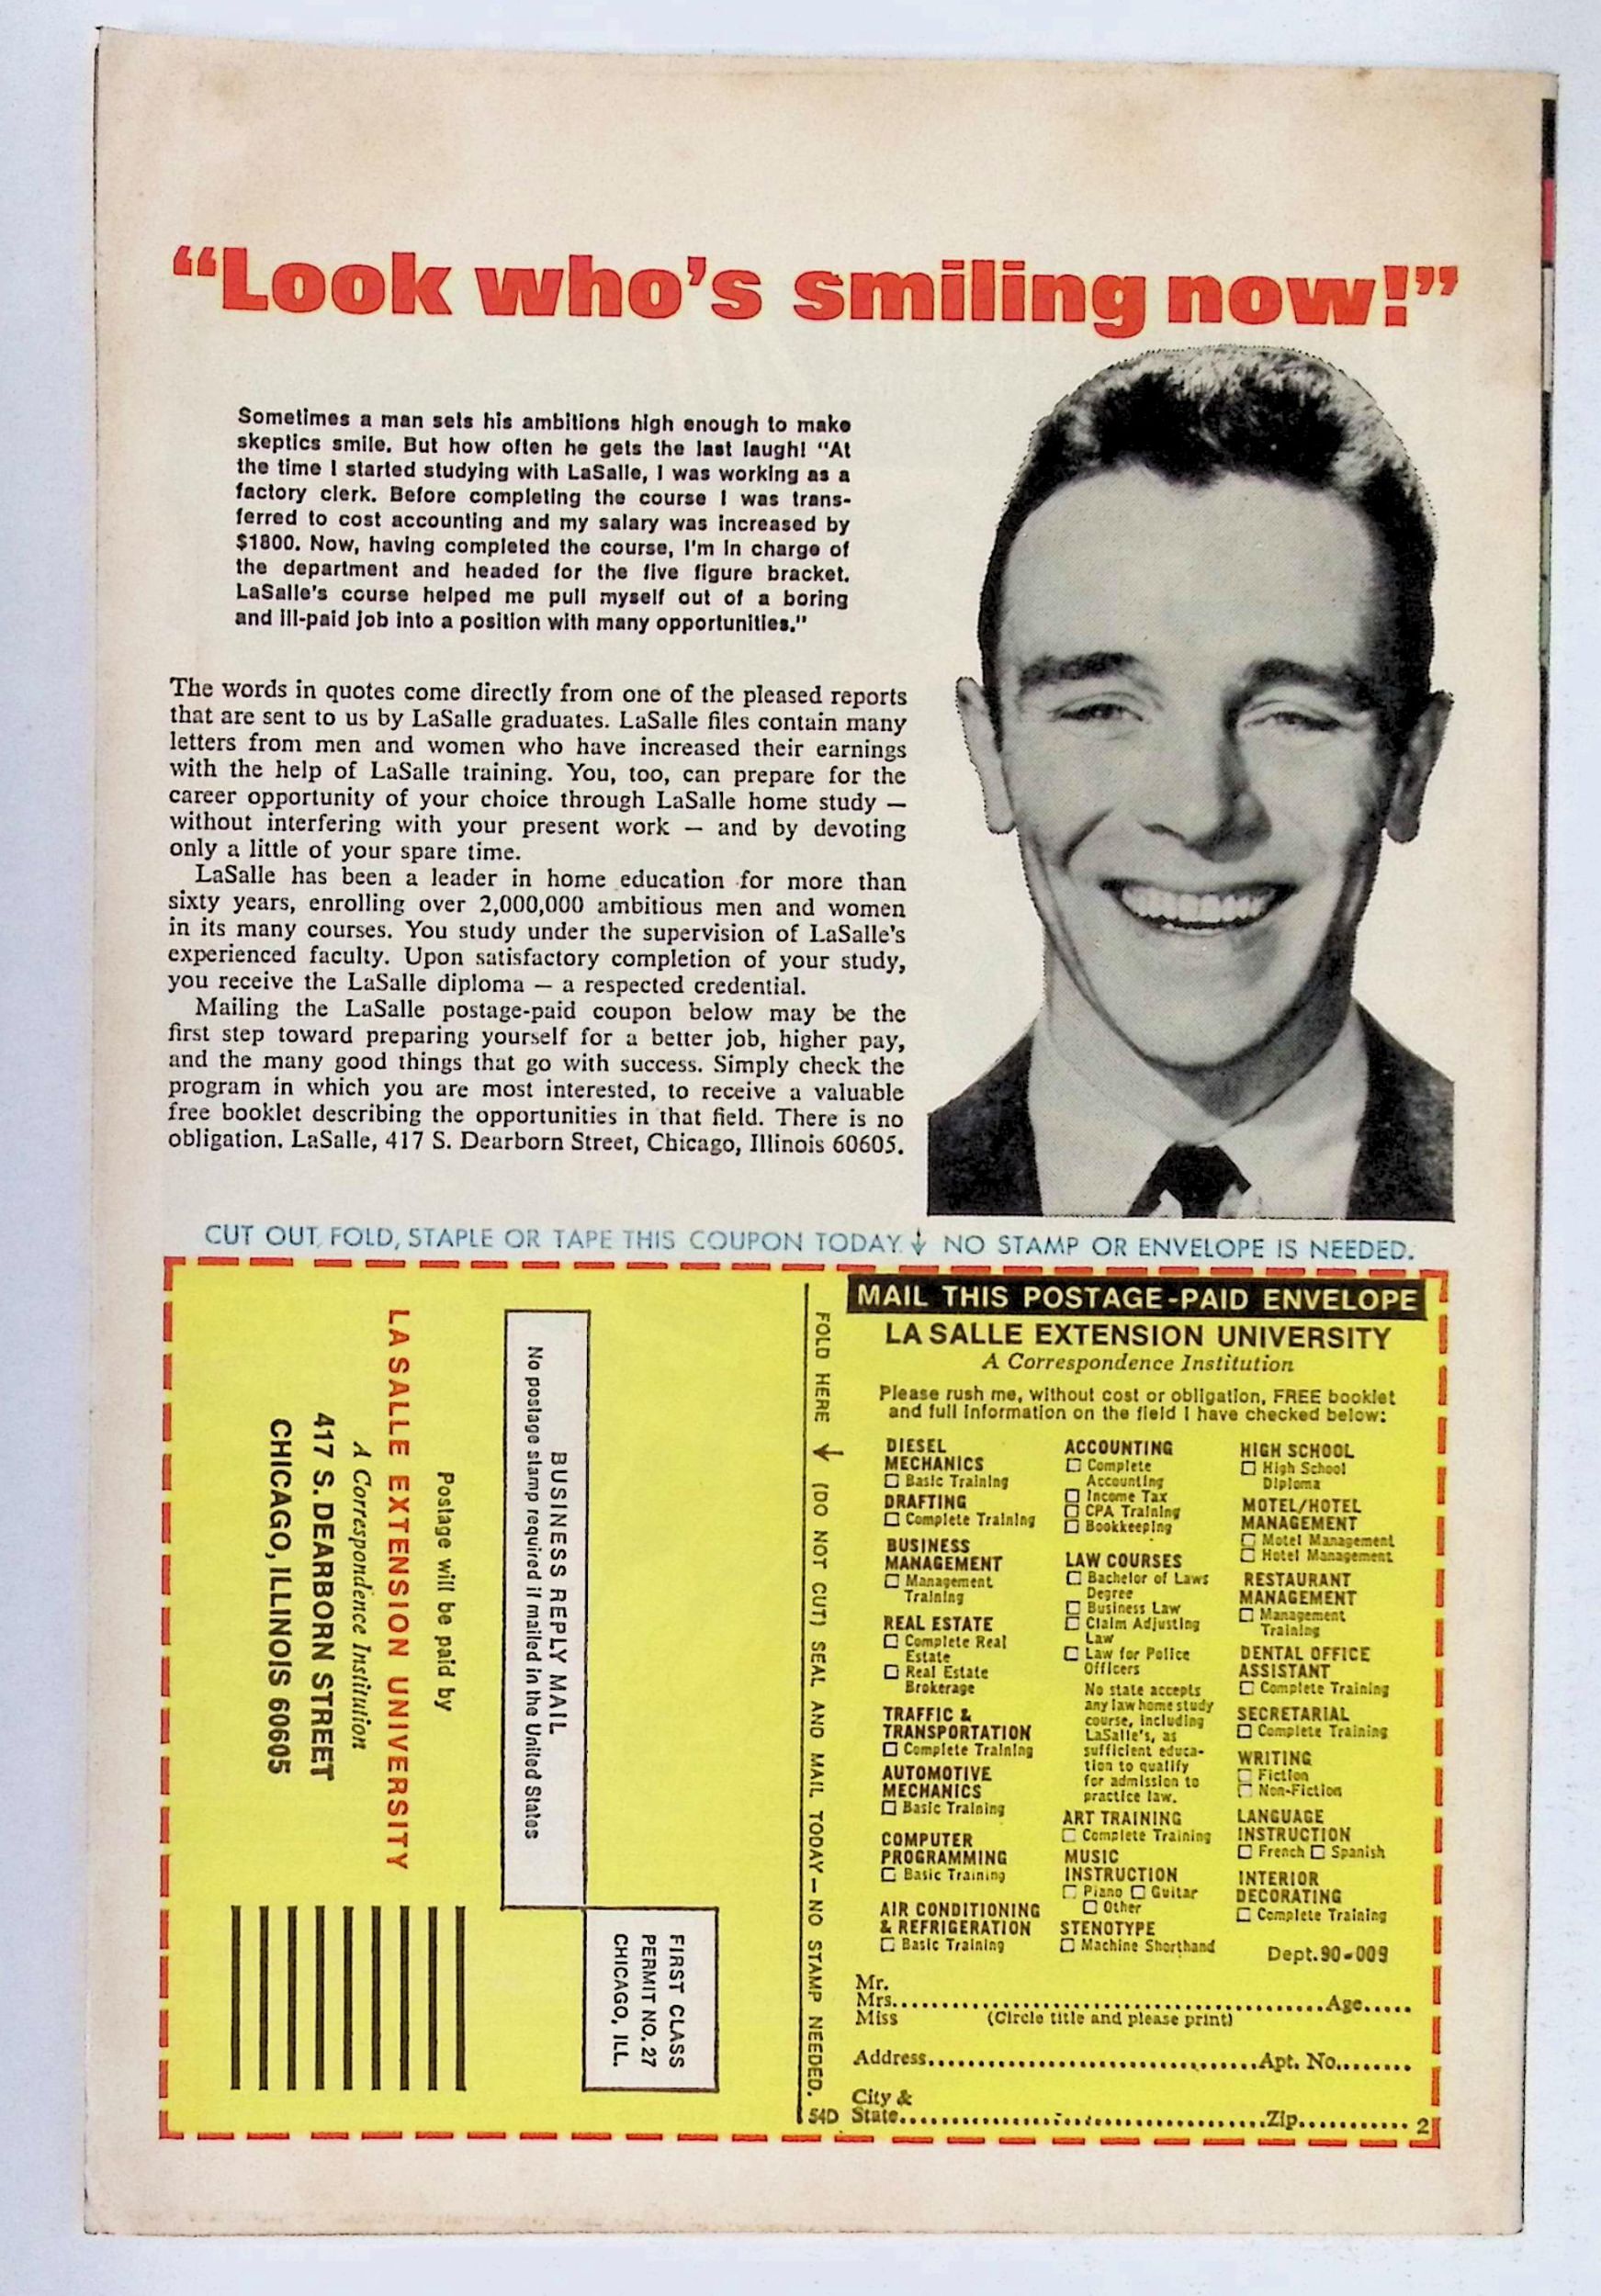 “Look who’s smiling now!”
Sometimes a man sets his ambitions high enough to make
skeptics smile. But how often he gets the last laugh! “At
the time I started studying with LaSalle, I was working as a
factory clerk. Before completing the course I was trans-
ferred to cost accounting and my salary was increased by
$1800. Now, having completed the course, I'm in charge of
the department and headed for the five figure bracket.
LaSalle's course helped me pull myself out of a boring
and ill-paid job into a position with many opportunities."
The words in quotes come directly from one of the pleased reports
that are sent to us by LaSalle graduates. LaSalle files contain many
letters from men and women who have increased their earnings
with the help of LaSalle training. You, too, can prepare for the
career opportunity of your choice through LaSalle home study —
without interfering with your present work — and by devoting
only a little of your spare time.
LaSalle has been a leader in home education for more than
sixty years, enrolling over 2,000,000 ambitious men and women
in its many courses. You study under the supervision of LaSalle's
experienced faculty. Upon satisfactory completion of your study,
you receive the LaSalle diploma — a respected credential.
Mailing the LaSalle postage-paid coupon below may be the
first step toward preparing yourself for a better job, higher pay,
and the many good things that go with success. Simply check the
program in which you are most interested, to receive a valuable
free booklet describing the opportunities in that field. There is no
obligation. LaSalle, 417 S. Dearborn Street, Chicago, Illinois 60605.
CUT OUT, FOLD, STAPLE OR TAPE THIS COUPON TODAY. ↓ NO STAMP OR ENVELOPE IS NEEDED.
FIRST CLASS
PERMIT NO. 27
CHICAGO, ILL.
BUSINESS REPLY MAIL
No postage stamp required if mailed in the United States
Postage will be paid by
LA SALLE EXTENSION UNIVERSITY
A Correspondence Institution
417 S. DEARBORN STREET
CHICAGO, ILLINOIS 60605
FOLD HERE → (DO NOT CUT) SEAL AND MAIL TODAY — NO STAMP NEEDED.
54D
MAIL THIS POSTAGE-PAID ENVELOPE
LA SALLE EXTENSION UNIVERSITY
A Correspondence Institution
Please rush me, without cost or obligation, FREE booklet
and full information on the field I have checked below:
DIESEL
MECHANICS
☐ Basic Training
DRAFTING
☐ Complete Training
BUSINESS
MANAGEMENT
☐ Management
Training
REAL ESTATE
☐ Complete Real
Estate
☐ Real Estate
Brokerage
TRAFFIC &
TRANSPORTATION
☐ Complete Training
AUTOMOTIVE
MECHANICS
☐ Basic Training
COMPUTER
PROGRAMMING
☐ Basic Training
AIR CONDITIONING
& REFRIGERATION
☐ Basic Training
ACCOUNTING
☐ Complete
Accounting
☐ Income Tax
☐ CPA Training
☐ Bookkeeping
LAW COURSES
☐ Bachelor of Laws
Degree
☐ Business Law
☐ Claim Adjusting
Law
☐ Law for Police
Officers
No state accepts
any law home study
course, including
LaSalle's, as
sufficient educa-
tion to qualify
for admission to
practice law.
ART TRAINING
☐ Complete Training
MUSIC
INSTRUCTION
☐ Piano ☐ Guitar
☐ Other
STENOTYPE
☐ Machine Shorthand
HIGH SCHOOL
☐ High School
Diploma
MOTEL/HOTEL
MANAGEMENT
☐ Motel Management
☐ Hotel Management
RESTAURANT
MANAGEMENT
☐ Management
Training
DENTAL OFFICE
ASSISTANT
☐ Complete Training
SECRETARIAL
☐ Complete Training
WRITING
☐ Fiction
☐ Non-Fiction
LANGUAGE
INSTRUCTION
☐ French ☐ Spanish
INTERIOR
DECORATING
☐ Complete Training
Dept. 90-009
Mr.
Mrs. Age
Miss (Circle title and please print)
Address Apt. No.
City &
State Zip 2